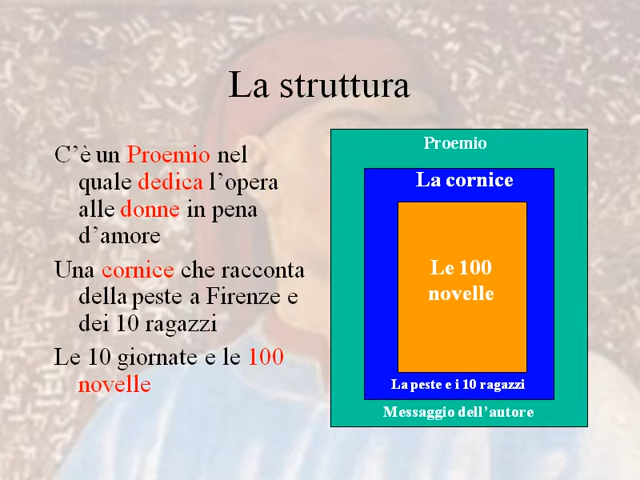 La struttura
C’è un Proemio nel
quale dedica l’opera
alle donne in pena
d’amore
Una cornice che racconta
della peste a Firenze e
dei 10 ragazzi
Le 10 giornate e le 100
novelle
Proemio
La cornice
Le 100
novelle
La peste e i 10 ragazzi
Messaggio dell’autore